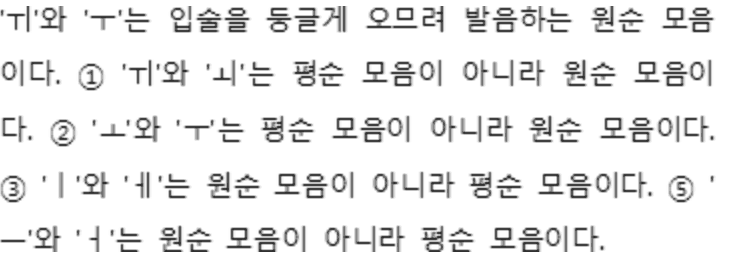 'ㅟ'와 'ㅜ'는 입술을 둥글게 오므려 발음하는 원순 모음
이다. ① 'ㅟ'와 'ㅚ'는 평순 모음이 아니라 원순 모음이
다. ② 'ㅗ'와 'ㅜ'는 평순 모음이 아니라 원순 모음이다.
③ 'ㅣ'와 'ㅔ'는 원순 모음이 아니라 평순 모음이다. ⑤ '
ㅡ'와 'ㅓ'는 원순 모음이 아니라 평순 모음이다.